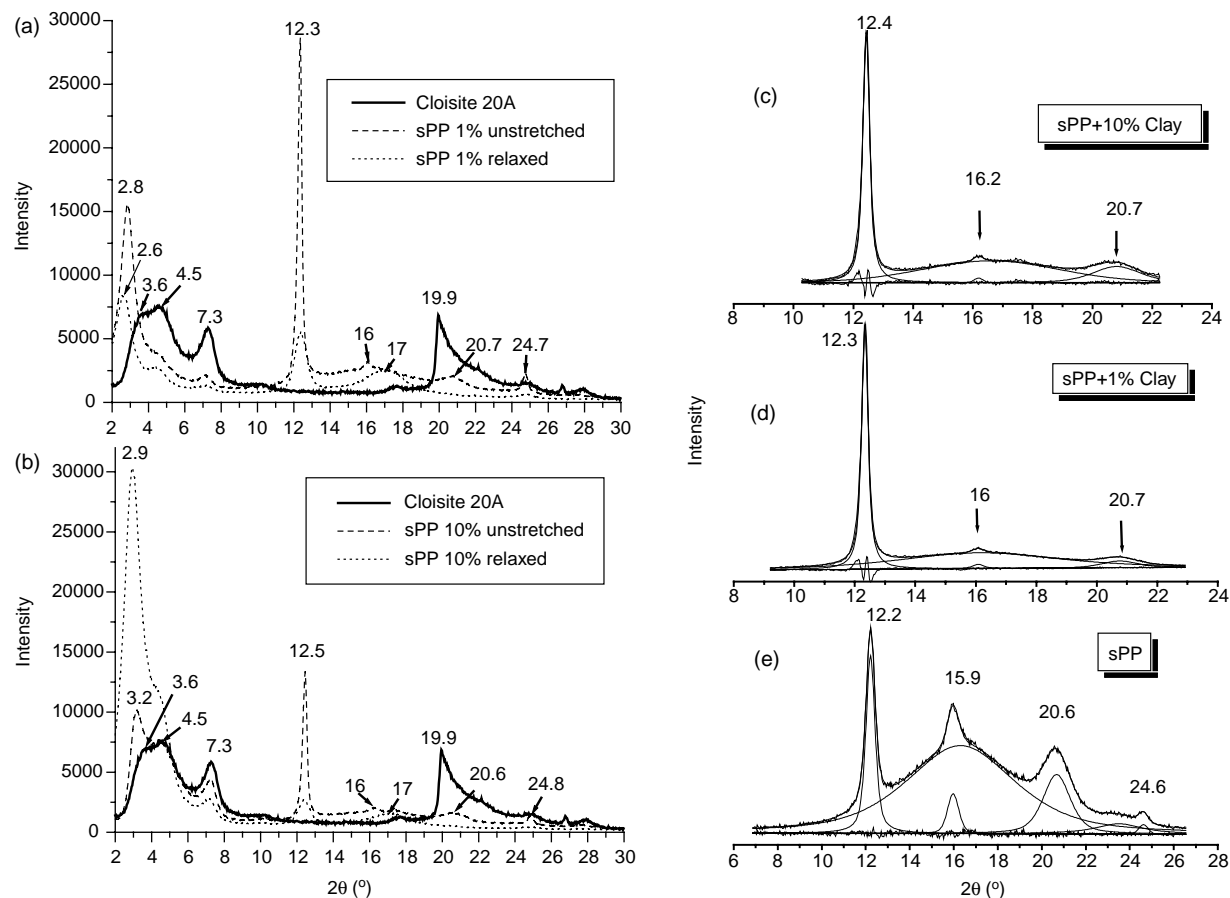 (a)
30000
25000
20000
15000
10000
5000
0
Intensity
12.3
Cloisite 20A
sPP 1% unstretched
sPP 1% relaxed
2.8
2.6
3.6
4.5
7.3
16
17
19.9
20.7
24.7
2 4 6 8 10 12 14 16 18 20 22 24 26 28 30
(b)
30000
25000
20000
15000
10000
5000
0
Intensity
2.9
Cloisite 20A
sPP 10% unstretched
sPP 10% relaxed
3.2
3.6
4.5
7.3
12.5
16
17
19.9
20.6
24.8
2 4 6 8 10 12 14 16 18 20 22 24 26 28 30
2θ (°)
(c)
12.4
sPP+10% Clay
16.2
20.7
8 10 12 14 16 18 20 22 24
Intensity
(d)
12.3
sPP+1% Clay
16
20.7
8 10 12 14 16 18 20 22 24
(e)
12.2
sPP
15.9
20.6
24.6
6 8 10 12 14 16 18 20 22 24 26 28
2θ (°)